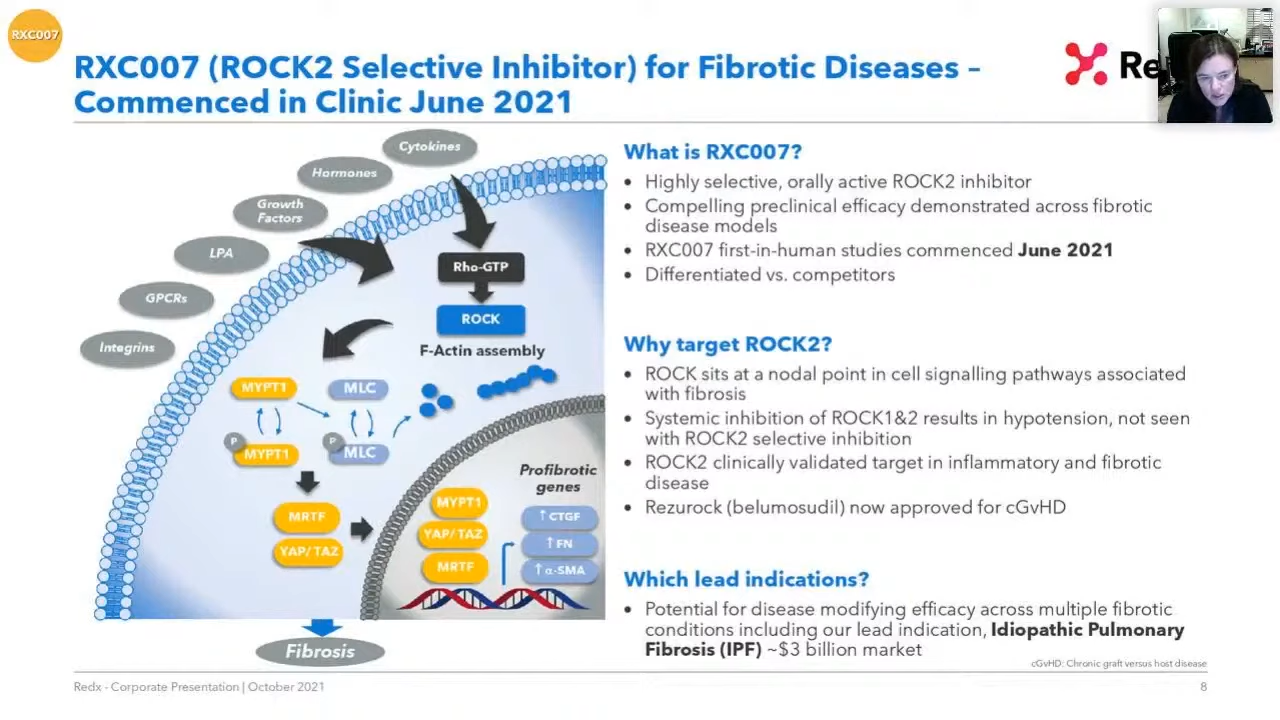 RXC007
RXC007 (ROCK2 Selective Inhibitor) for Fibrotic Diseases –
Commenced in Clinic June 2021
Re
Cytokines
Hormones
Growth
Factors
LPA
GPCRs
Integrins
Rho-GTP
ROCK
F-Actin assembly
MYPT1
MLC
P
MYPT1
P
MLC
MRTF
YAP/ TAZ
Profibrotic
genes
MYPT1
YAP/ TAZ
MRTF
↑ CTGF
↑ FN
↑ α-SMA
Fibrosis
What is RXC007?
• Highly selective, orally active ROCK2 inhibitor
• Compelling preclinical efficacy demonstrated across fibrotic
disease models
• RXC007 first-in-human studies commenced June 2021
• Differentiated vs. competitors
Why target ROCK2?
• ROCK sits at a nodal point in cell signalling pathways associated
with fibrosis
• Systemic inhibition of ROCK1&2 results in hypotension, not seen
with ROCK2 selective inhibition
• ROCK2 clinically validated target in inflammatory and fibrotic
disease
• Rezurock (belumosudil) now approved for cGvHD
Which lead indications?
• Potential for disease modifying efficacy across multiple fibrotic
conditions including our lead indication, Idiopathic Pulmonary
Fibrosis (IPF) ~$3 billion market
cGvHD: Chronic graft versus host disease
Redx - Corporate Presentation | October 2021
8